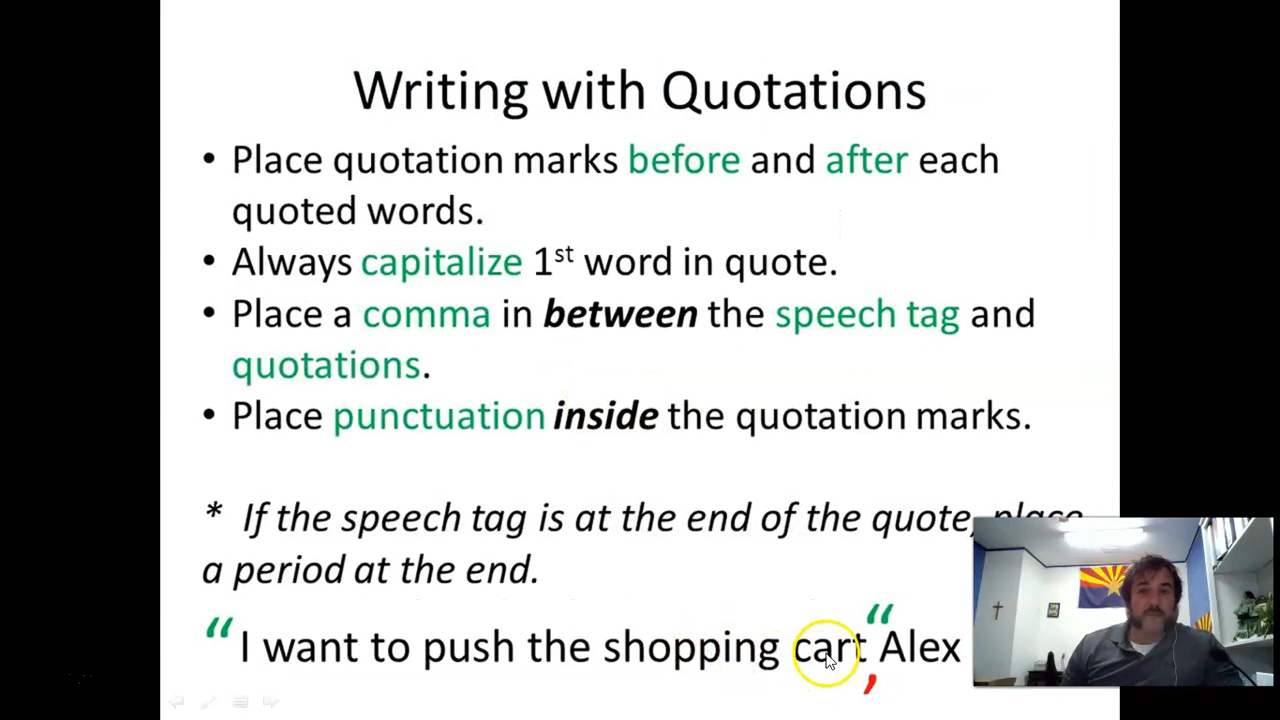 Writing with Quotations
• Place quotation marks before and after each
quoted words.
• Always capitalize 1st word in quote.
• Place a comma in between the speech tag and
quotations.
• Place punctuation inside the quotation marks.
* If the speech tag is at the end of the quote, place
a period at the end.
“I want to push the shopping cart,“ Alex